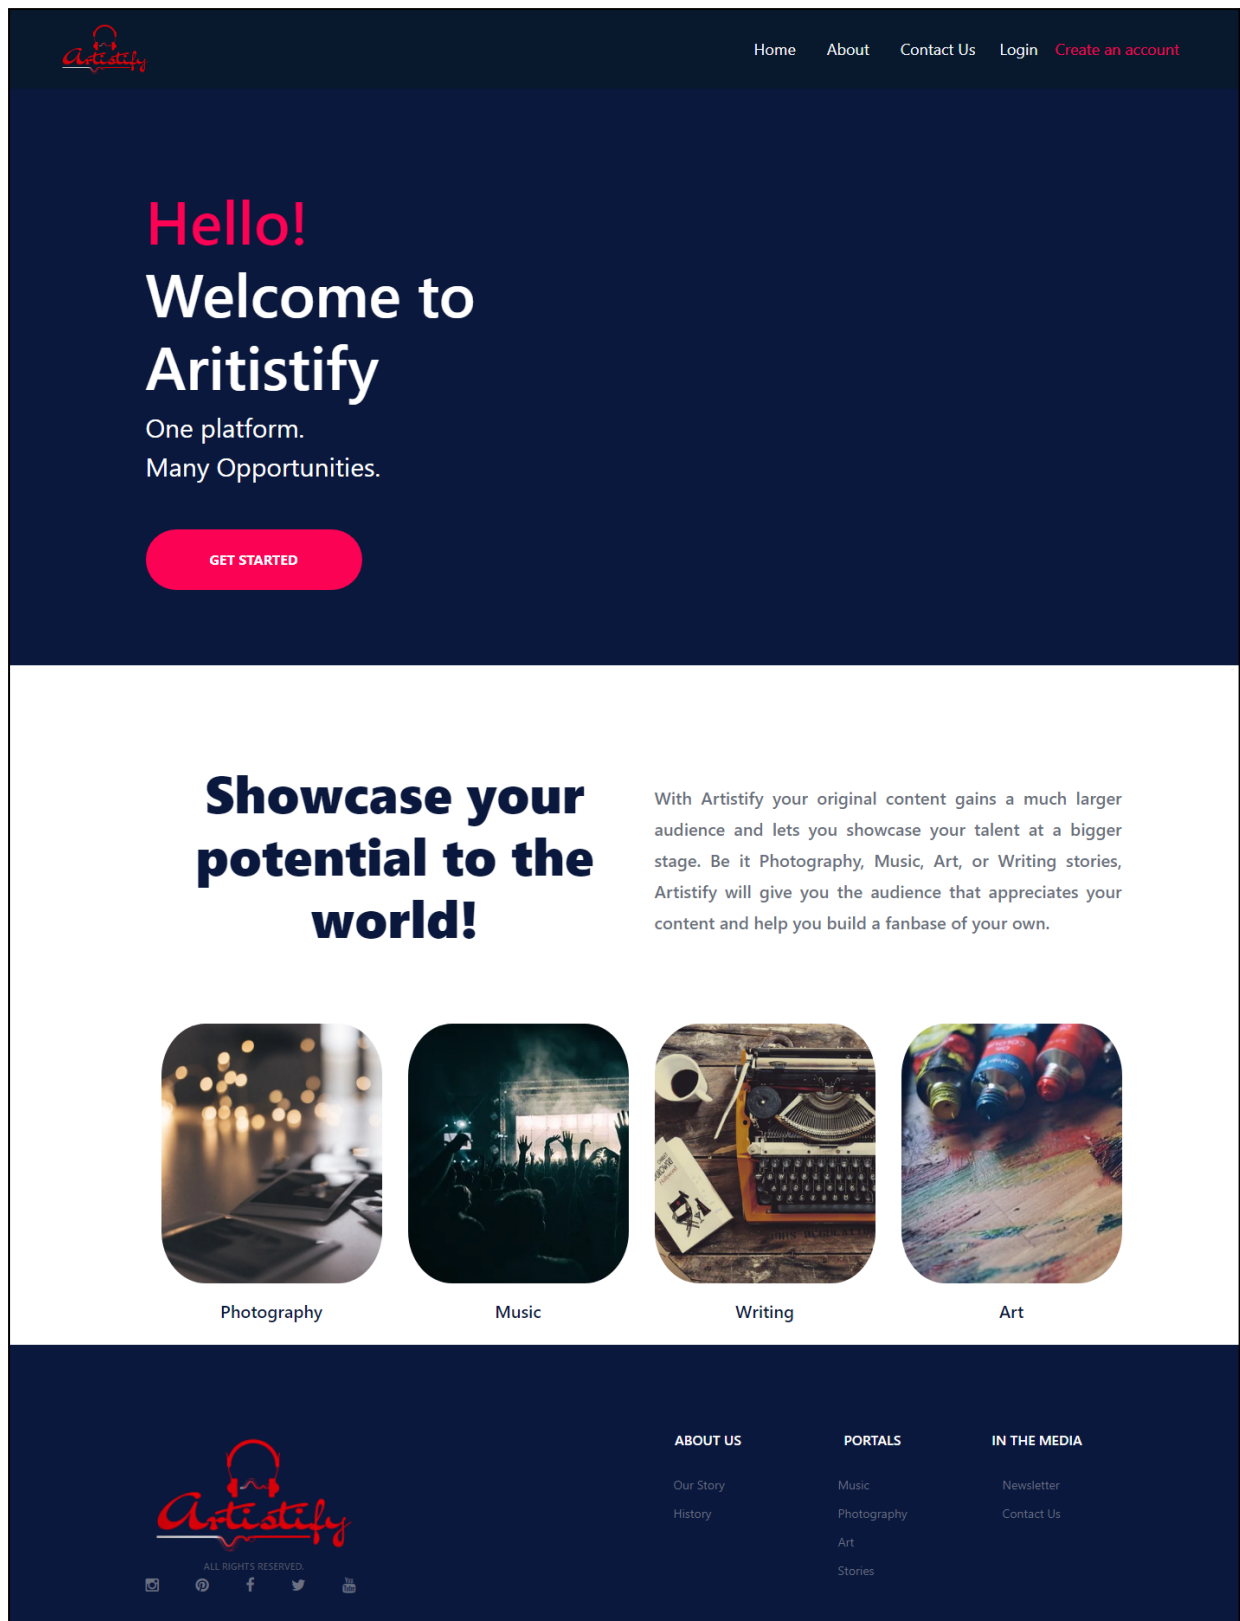 Artistify
Home About Contact Us Login Create an account
Hello!
Welcome to
Aritistify
One platform.
Many Opportunities.
GET STARTED
Showcase your
potential to the
world!
With Artistify your original content gains a much larger
audience and lets you showcase your talent at a bigger
stage. Be it Photography, Music, Art, or Writing stories,
Artistify will give you the audience that appreciates your
content and help you build a fanbase of your own.
Photography
Music
Writing
Art
Artistify
ALL RIGHTS RESERVED.
ABOUT US
Our Story
History
PORTALS
Music
Photography
Art
Stories
IN THE MEDIA
Newsletter
Contact Us